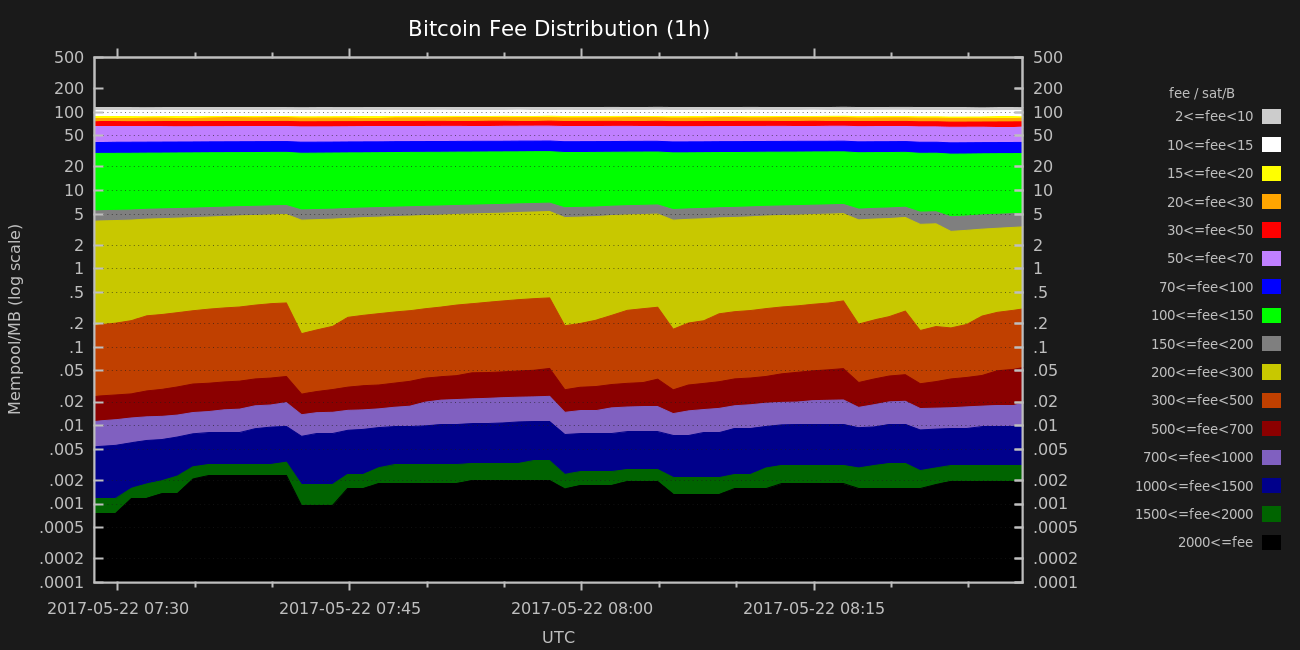 Bitcoin Fee Distribution (1h)
500
200
100
50
20
10
5
2
1
.5
.2
.1
.05
.02
.01
.005
.002
.001
.0005
.0002
.0001
Mempool/MB (log scale)
500
200
100
50
20
10
5
2
1
.5
.2
.1
.05
.02
.01
.005
.002
.001
.0005
.0002
.0001
2017-05-22 07:30
2017-05-22 07:45
2017-05-22 08:00
2017-05-22 08:15
UTC
fee / sat/B
2<=fee<10
10<=fee<15
15<=fee<20
20<=fee<30
30<=fee<50
50<=fee<70
70<=fee<100
100<=fee<150
150<=fee<200
200<=fee<300
300<=fee<500
500<=fee<700
700<=fee<1000
1000<=fee<1500
1500<=fee<2000
2000<=fee